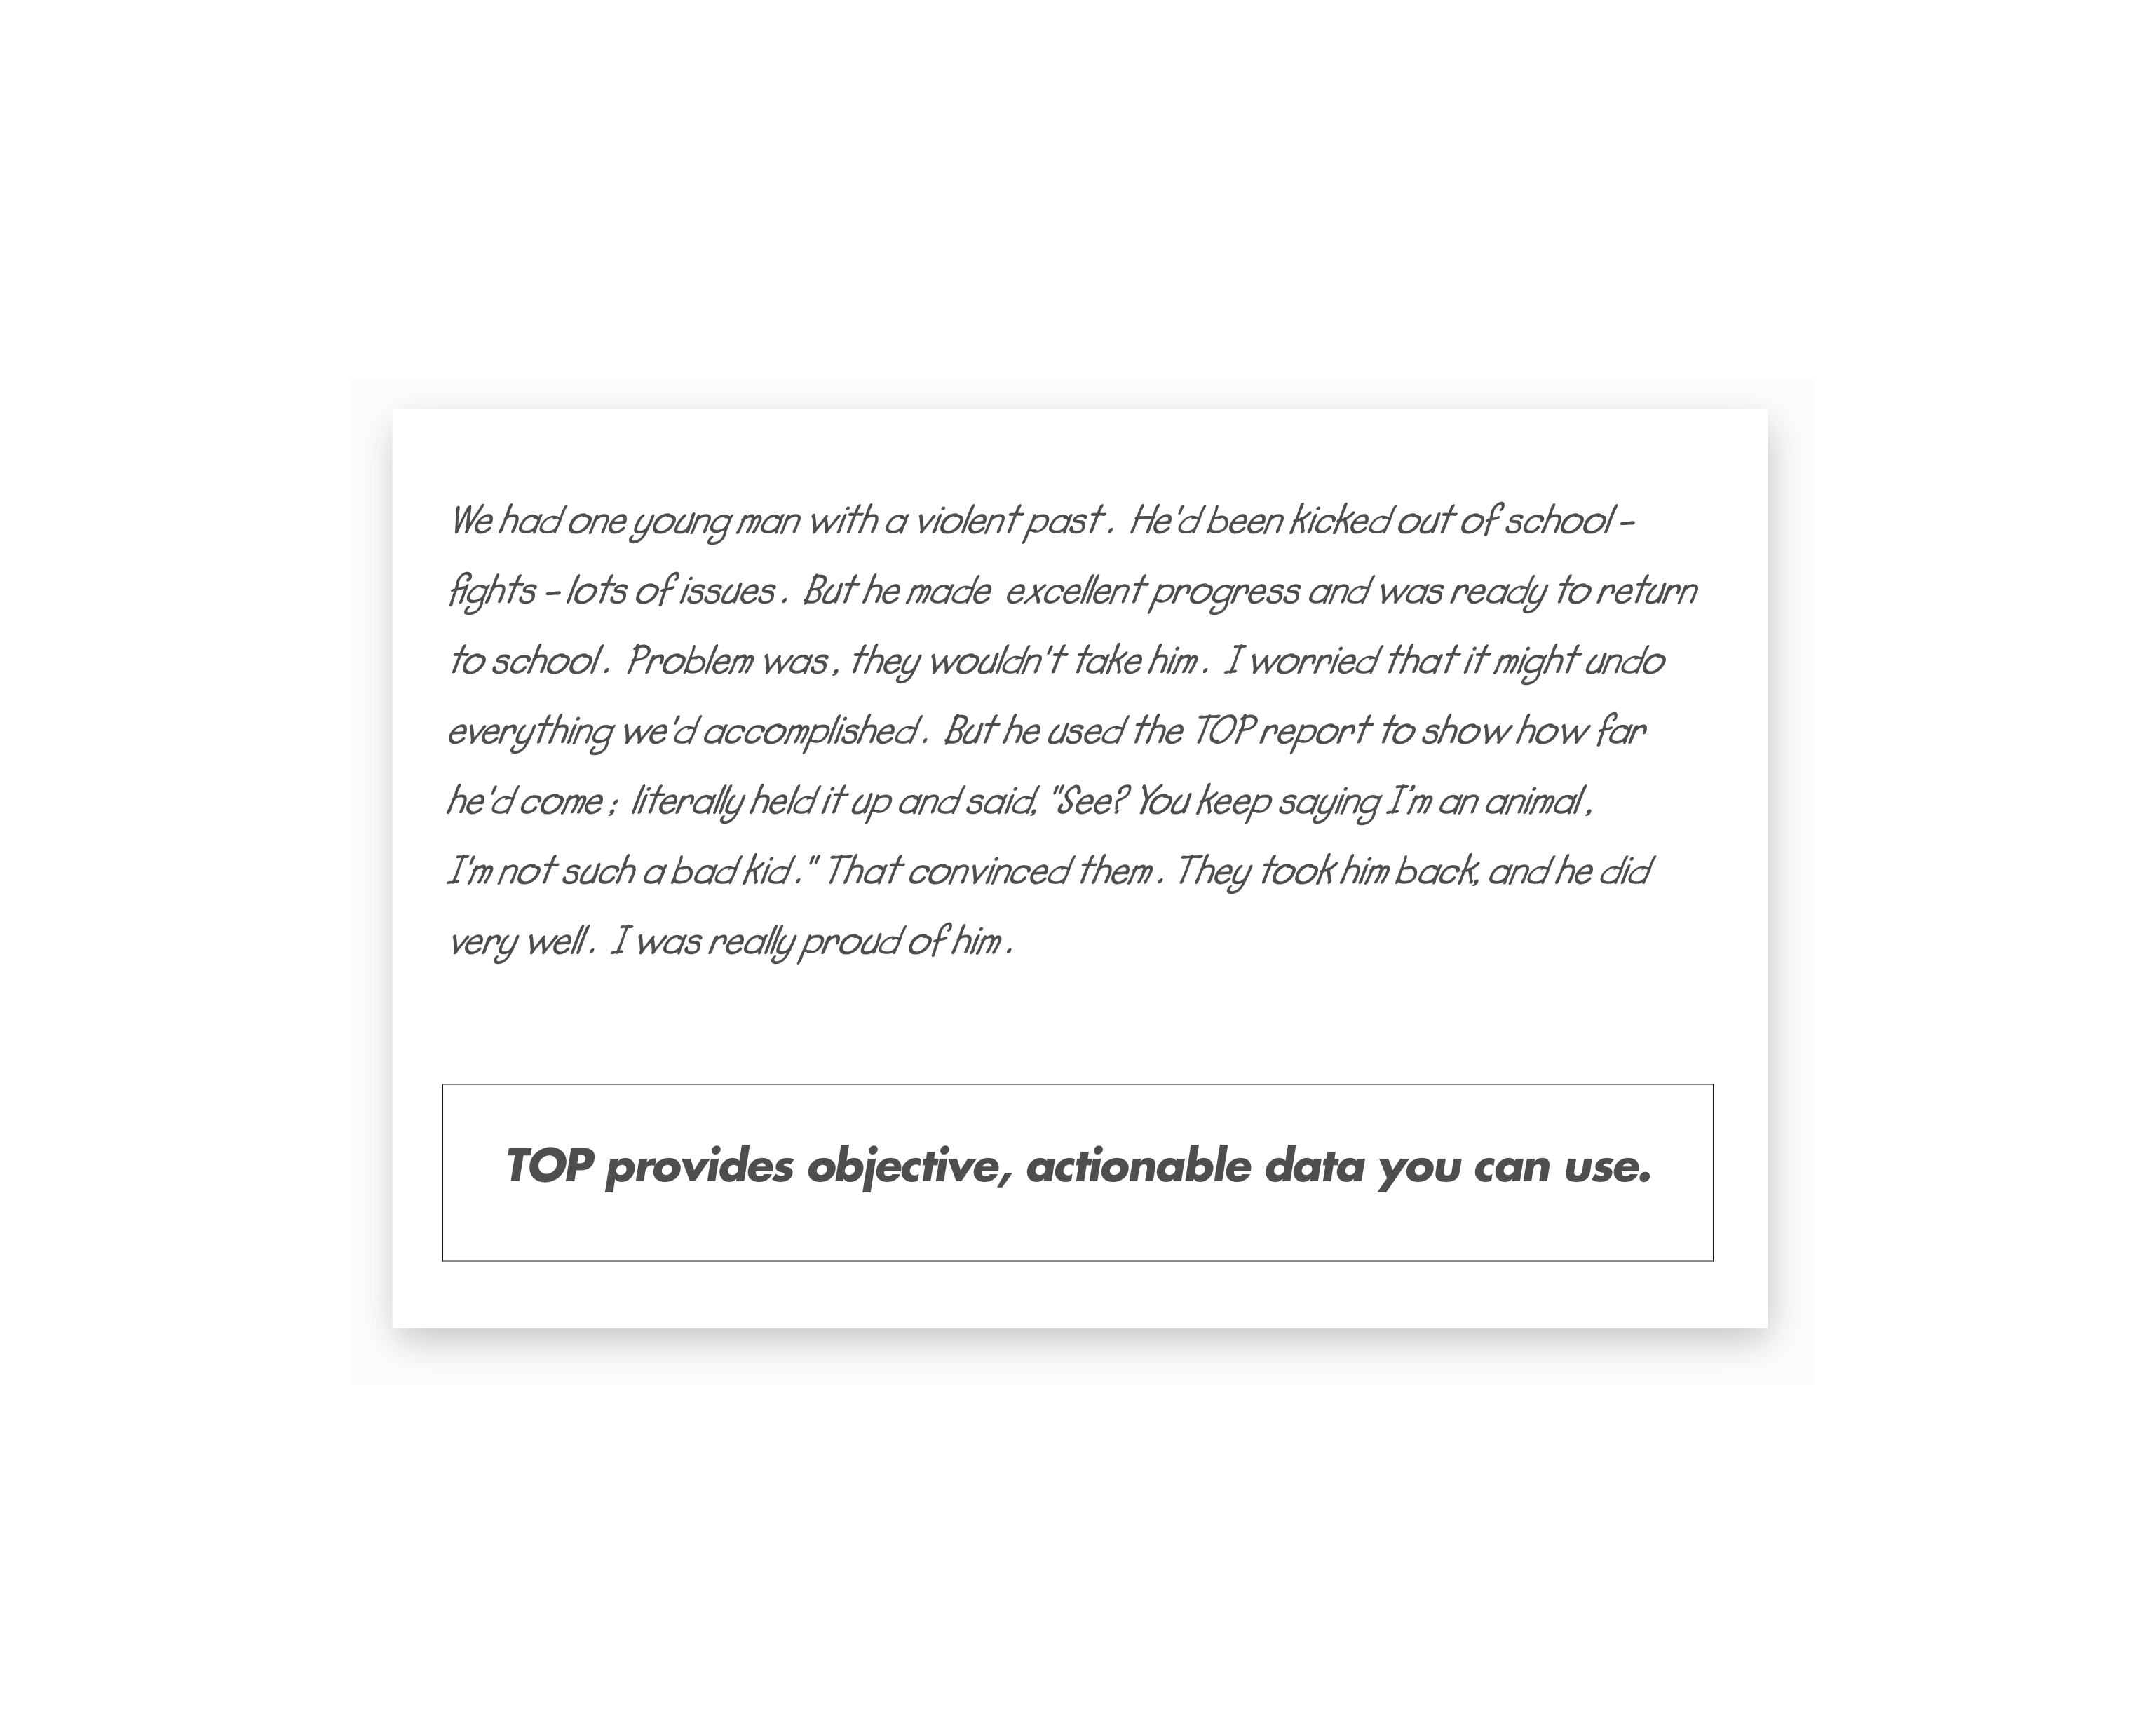 We had one young man with a violent past. He'd been kicked out of school -
fights - lots of issues. But he made excellent progress and was ready to return
to school. Problem was, they wouldn't take him. I worried that it might undo
everything we'd accomplished. But he used the TOP report to show how far
he'd come; literally held it up and said, "See? You keep saying I'm an animal,
I'm not such a bad kid." That convinced them. They took him back, and he did
very well. I was really proud of him.
TOP provides objective, actionable data you can use.